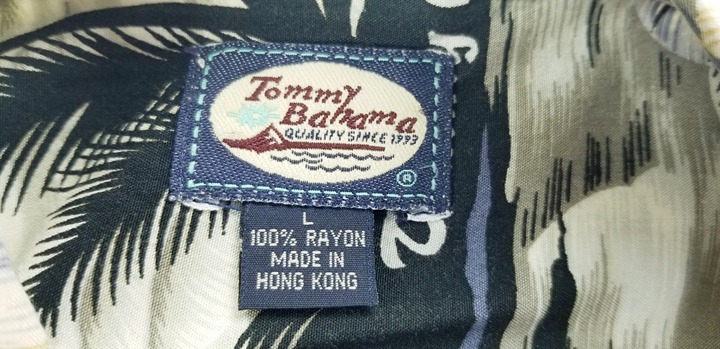 Tommy
Bahama
QUALITY SINCE 1993
®
L
100% RAYON
MADE IN
HONG KONG